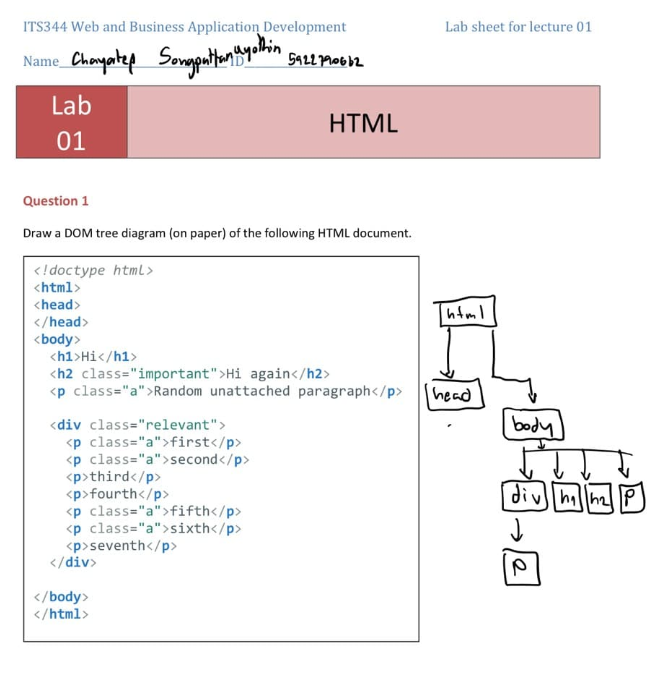 ITS344 Web and Business Application Development Lab sheet for lecture 01
Name Chayatep Songputtanayothin ID 5922790662
Lab
01
HTML
Question 1
Draw a DOM tree diagram (on paper) of the following HTML document.
<!doctype html>
<html>
<head>
</head>
<body>
<h1>Hi</h1>
<h2 class="important">Hi again</h2>
<p class="a">Random unattached paragraph</p>
<div class="relevant">
<p class="a">first</p>
<p class="a">second</p>
<p>third</p>
<p>fourth</p>
<p class="a">fifth</p>
<p class="a">sixth</p>
<p>seventh</p>
</div>
</body>
</html>
html
head
body
div h1 h2 p
p